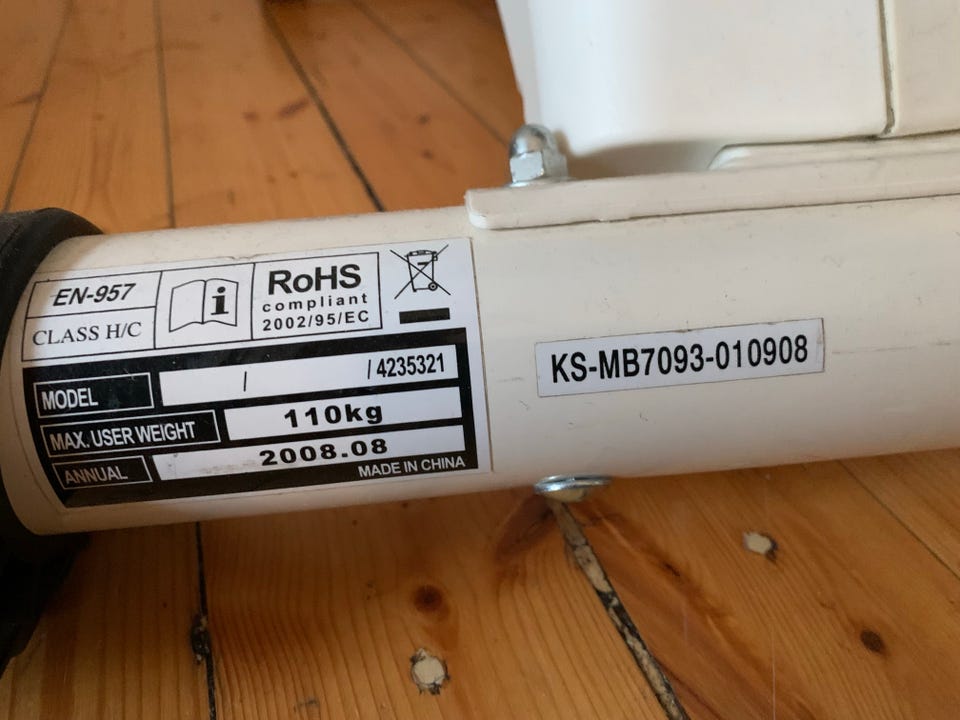 EN-957
CLASS H/C
i
RoHS
compliant
2002/95/EC
MODEL / / 4235321
MAX. USER WEIGHT 110kg
ANNUAL 2008.08
MADE IN CHINA
KS-MB7093-010908